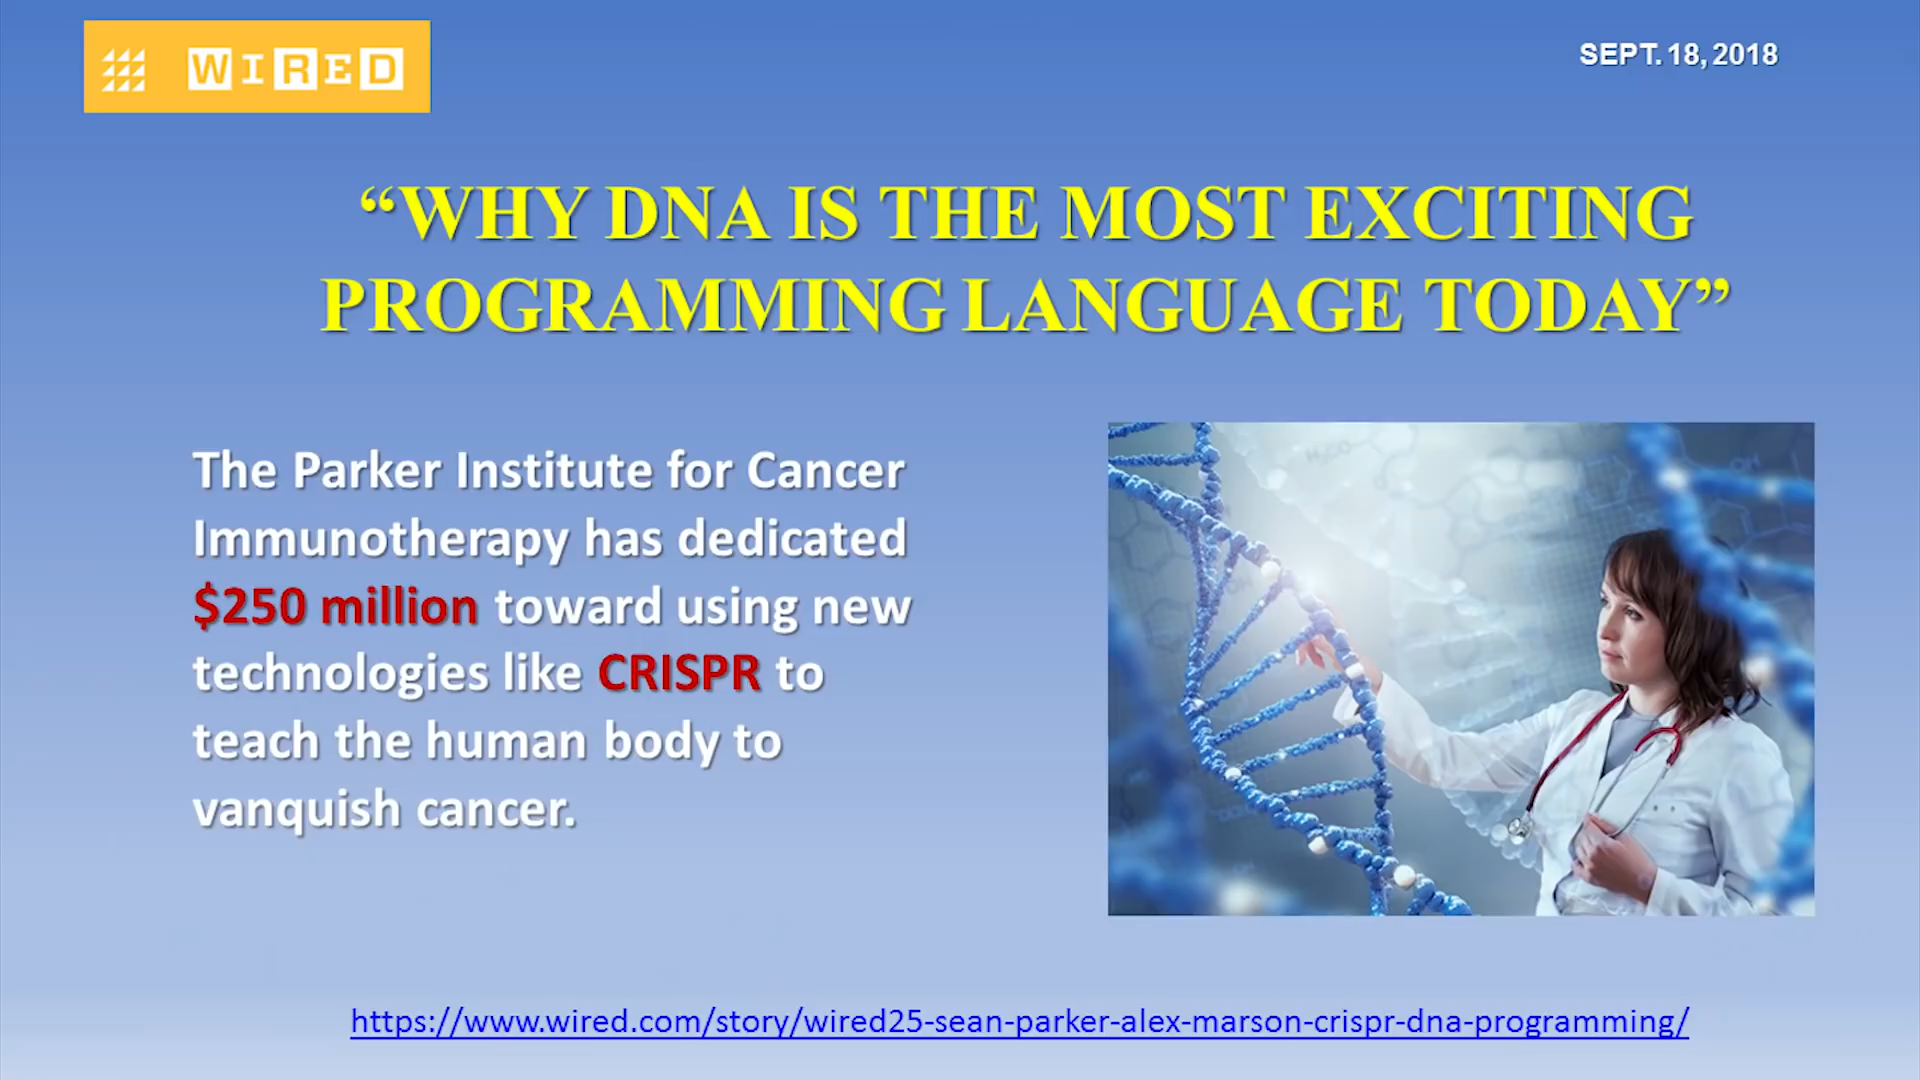 WIRED
SEPT. 18, 2018
“WHY DNA IS THE MOST EXCITING
PROGRAMMING LANGUAGE TODAY”
The Parker Institute for Cancer
Immunotherapy has dedicated
$250 million toward using new
technologies like CRISPR to
teach the human body to
vanquish cancer.
https://www.wired.com/story/wired25-sean-parker-alex-marson-crispr-dna-programming/